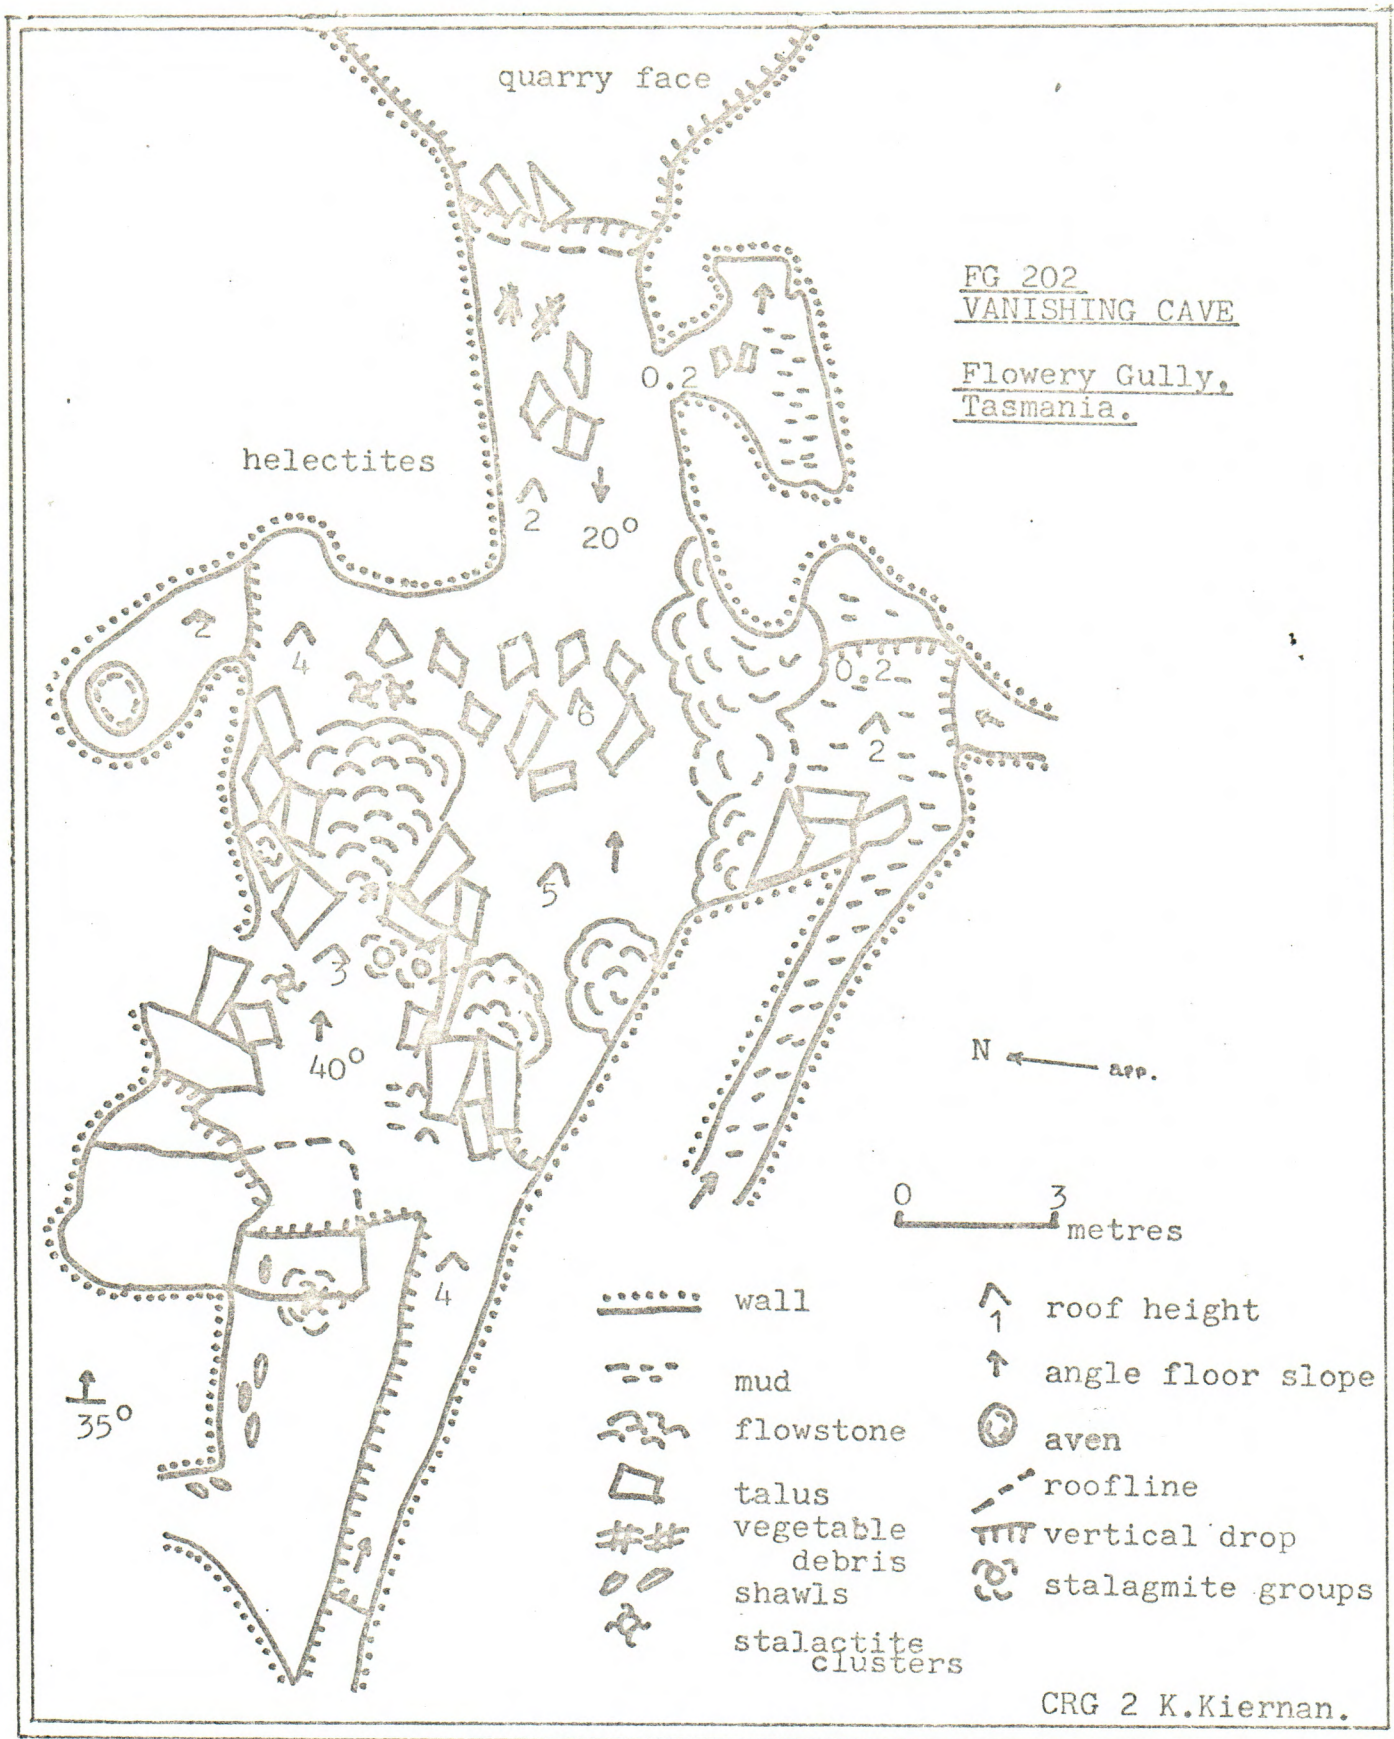 quarry face
FG 202
VANISHING CAVE
Flowery Gully,
Tasmania.
0.2
helectites
2
20°
2
4
0.2
6
2
5
3
40°
N
app.
0 3
metres
4
35°
wall
mud
flowstone
talus
vegetable
debris
shawls
stalactite
clusters
1
roof height
angle floor slope
aven
roofline
vertical drop
stalagmite groups
CRG 2 K.Kiernan.